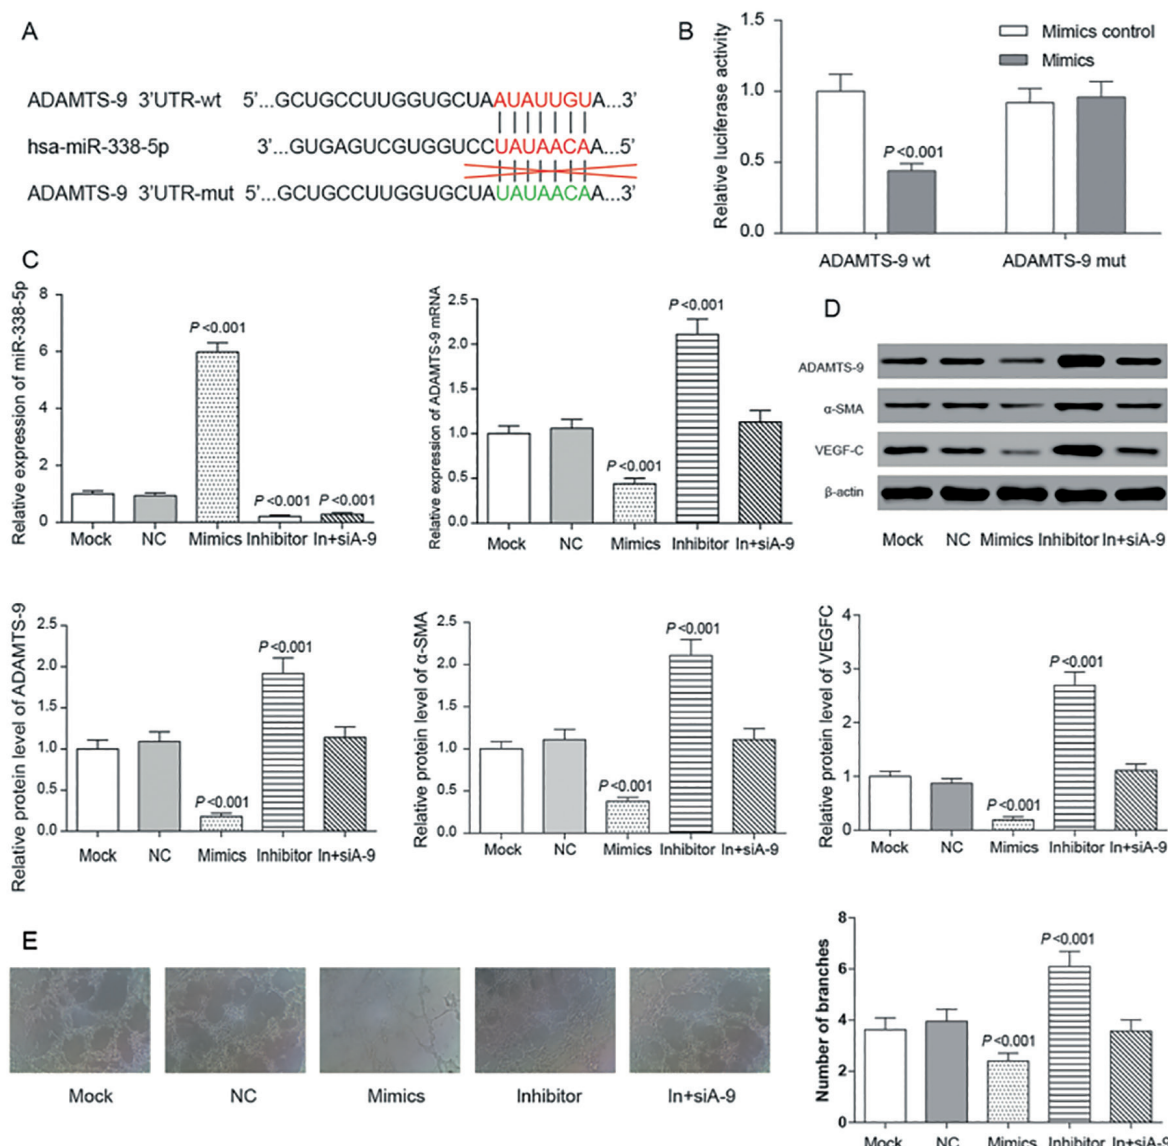 A
ADAMTS-9 3'UTR-wt 5'...GCUGCCUUGGUGCUAAUAUUGUA...3'
hsa-miR-338-5p 3'...GUGAGUCGUGGUCCUAUAACAA...5'
ADAMTS-9 3'UTR-mut 5'...GCUGCCUUGGUGCUAUAUAACAA...3'
B
Relative luciferase activity
1.5
1.0
0.5
0.0
Mimics control
Mimics
P <0.001
ADAMTS-9 wt
ADAMTS-9 mut
C
Relative expression of miR-338-5p
8
6
4
2
0
P <0.001
P <0.001
P <0.001
Mock NC Mimics Inhibitor In+siA-9
Relative expression of ADAMTS-9 mRNA
2.5
2.0
1.5
1.0
0.5
0.0
P <0.001
P <0.001
Mock NC Mimics Inhibitor In+siA-9
D
ADAMTS-9
α-SMA
VEGF-C
β-actin
Mock NC Mimics Inhibitor In+siA-9
Relative protein level of ADAMTS-9
2.5
2.0
1.5
1.0
0.5
0.0
P <0.001
P <0.001
Mock NC Mimics Inhibitor In+siA-9
Relative protein level of α-SMA
2.5
2.0
1.5
1.0
0.5
0.0
P <0.001
P <0.001
Mock NC Mimics Inhibitor In+siA-9
Relative protein level of VEGFC
4
3
2
1
0
P <0.001
P <0.001
Mock NC Mimics Inhibitor In+siA-9
E
Mock NC Mimics Inhibitor In+siA-9
Number of branches
8
6
4
2
0
P <0.001
P <0.001
Mock NC Mimics Inhibitor In+siA-9